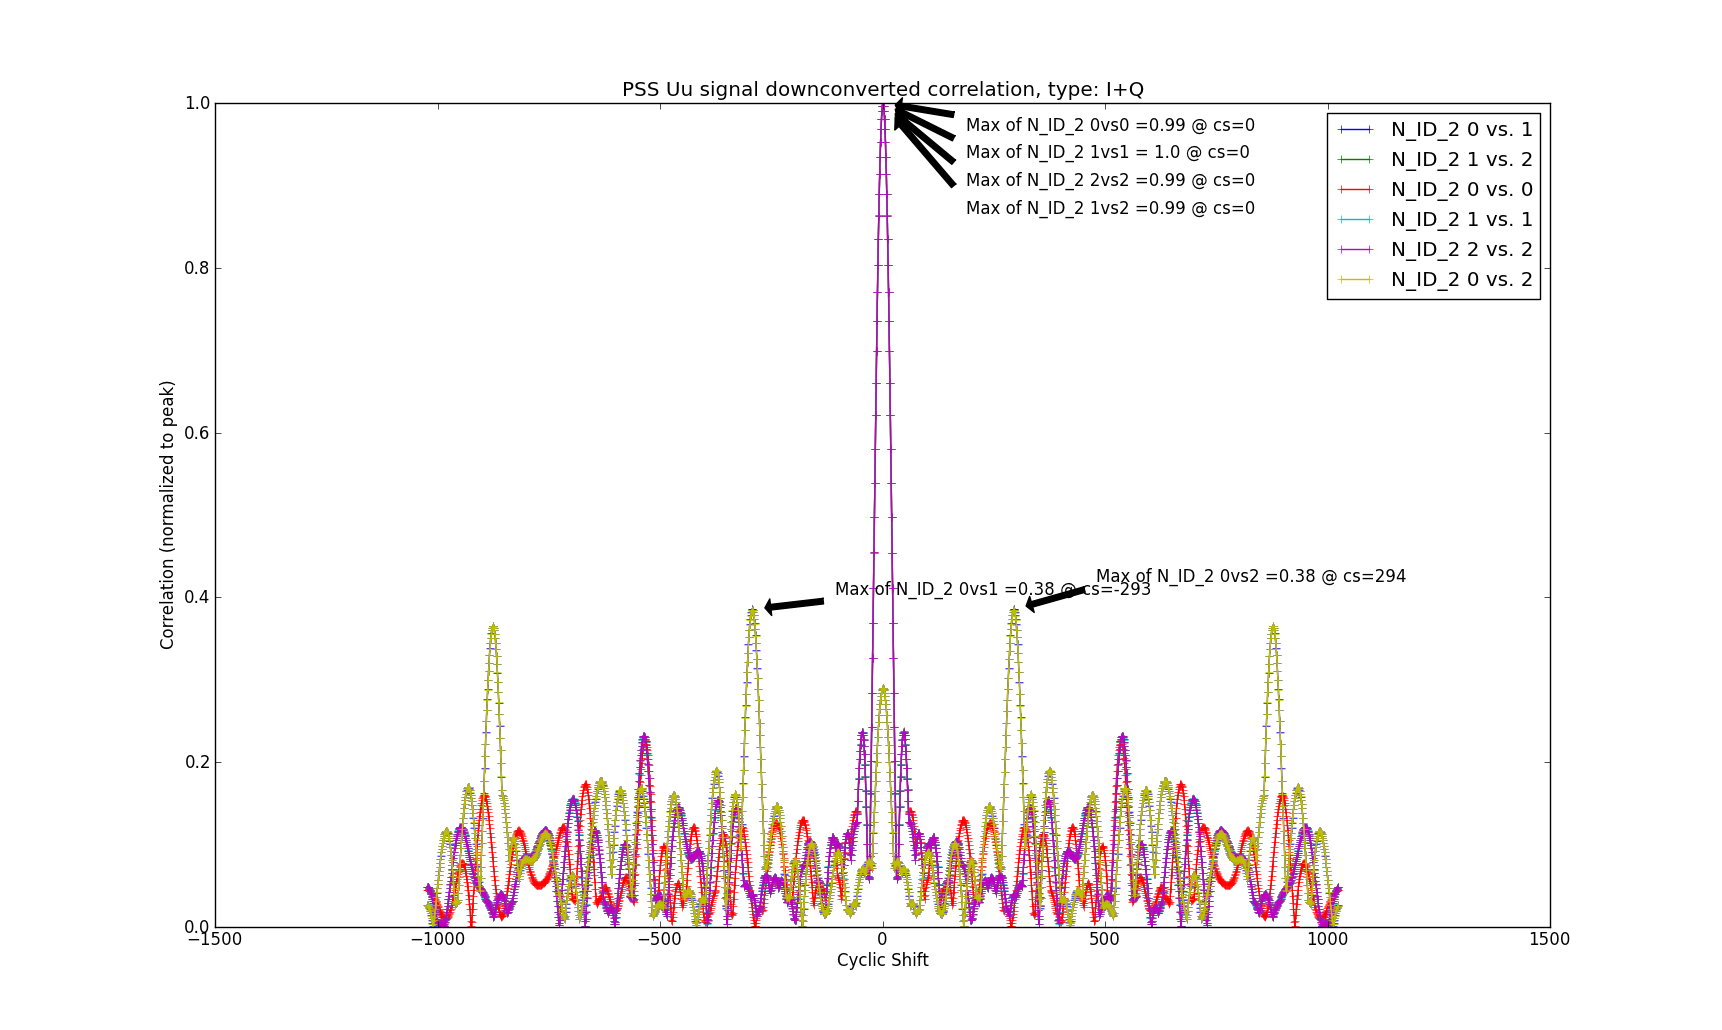 PSS Uu signal downconverted correlation, type: I+Q
Correlation (normalized to peak)
1.0
0.8
0.6
0.4
0.2
0.0
Max of N_ID_2 0vs0 =0.99 @ cs=0
Max of N_ID_2 1vs1 = 1.0 @ cs=0
Max of N_ID_2 2vs2 =0.99 @ cs=0
Max of N_ID_2 1vs2 =0.99 @ cs=0
N_ID_2 0 vs. 1
N_ID_2 1 vs. 2
N_ID_2 0 vs. 0
N_ID_2 1 vs. 1
N_ID_2 2 vs. 2
N_ID_2 0 vs. 2
Max of N_ID_2 0vs1 =0.38 @ cs=-293
Max of N_ID_2 0vs2 =0.38 @ cs=294
−1500
−1000
−500
0
500
1000
1500
Cyclic Shift